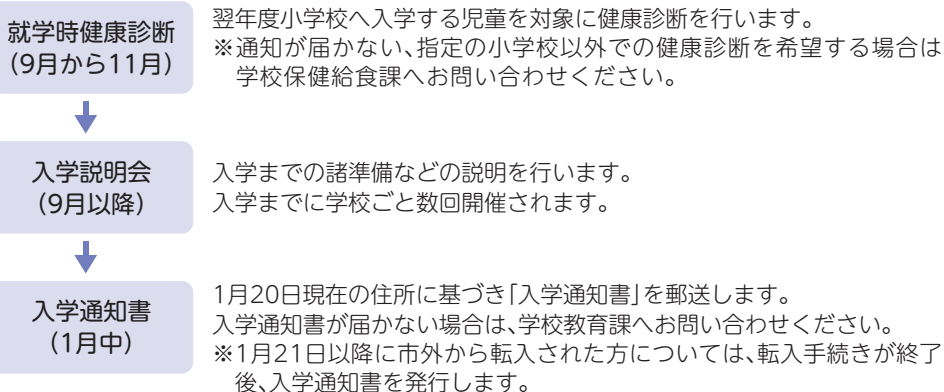 就学時健康診断
(9月から11月)
翌年度小学校へ入学する児童を対象に健康診断を行います。
※通知が届かない、指定の小学校以外での健康診断を希望する場合は
学校保健給食課へお問い合わせください。
入学説明会
(9月以降)
入学までの諸準備などの説明を行います。
入学までに学校ごと数回開催されます。
入学通知書
(1月中)
1月20日現在の住所に基づき「入学通知書」を郵送します。
入学通知書が届かない場合は、学校教育課へお問い合わせください。
※1月21日以降に市外から転入された方については、転入手続きが終了
後、入学通知書を発行します。